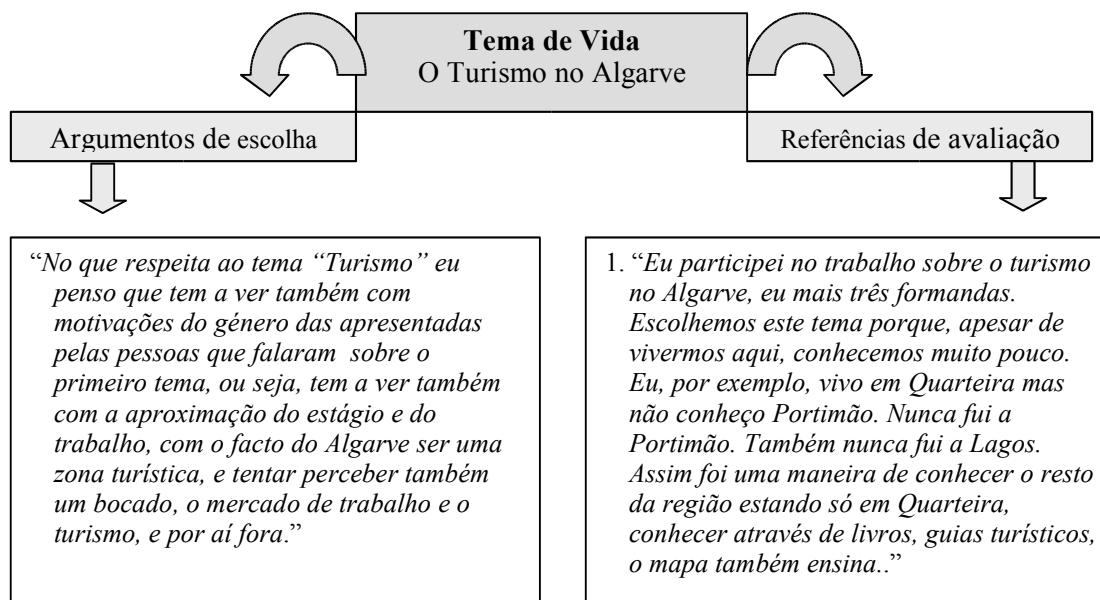 Tema de Vida
O Turismo no Algarve
Argumentos de escolha
Referências de avaliação
“No que respeita ao tema “Turismo” eu
penso que tem a ver também com
motivações do género das apresentadas
pelas pessoas que falaram sobre o
primeiro tema, ou seja, tem a ver também
com a aproximação do estágio e do
trabalho, com o facto do Algarve ser uma
zona turística, e tentar perceber também
um bocado, o mercado de trabalho e o
turismo, e por aí fora.”
1. “Eu participei no trabalho sobre o turismo
no Algarve, eu mais três formandas.
Escolhemos este tema porque, apesar de
vivermos aqui, conhecemos muito pouco.
Eu, por exemplo, vivo em Quarteira mas
não conheço Portimão. Nunca fui a
Portimão. Também nunca fui a Lagos.
Assim foi uma maneira de conhecer o resto
da região estando só em Quarteira,
conhecer através de livros, guias turísticos,
o mapa também ensina..”